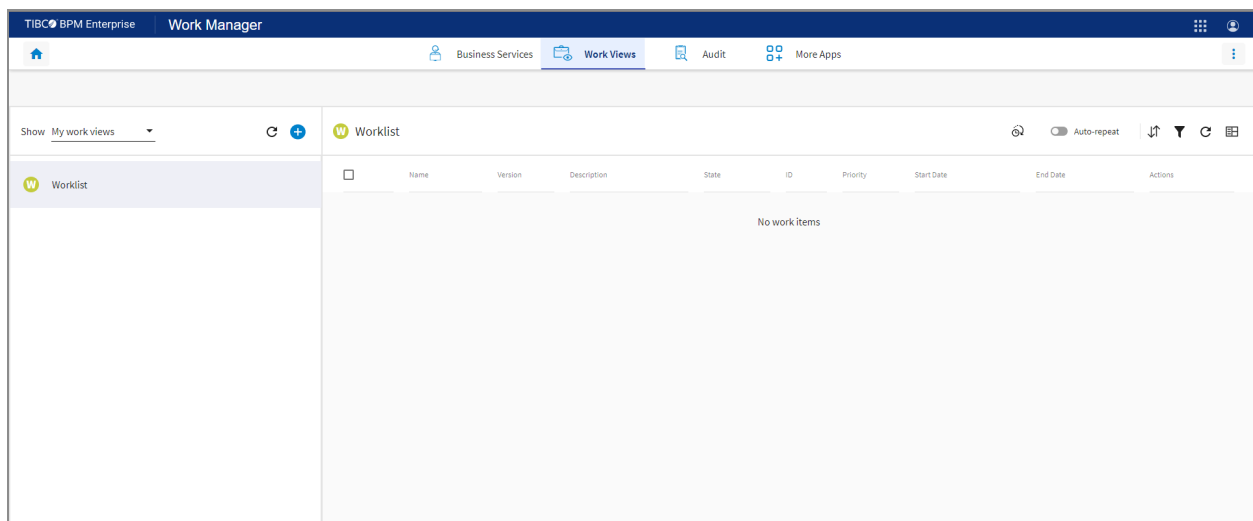 TIBCO BPM Enterprise Work Manager
Business Services Work Views Audit More Apps
Show My work views
W Worklist Auto-repeat
W Worklist
Name Version Description State ID Priority Start Date End Date Actions
No work items